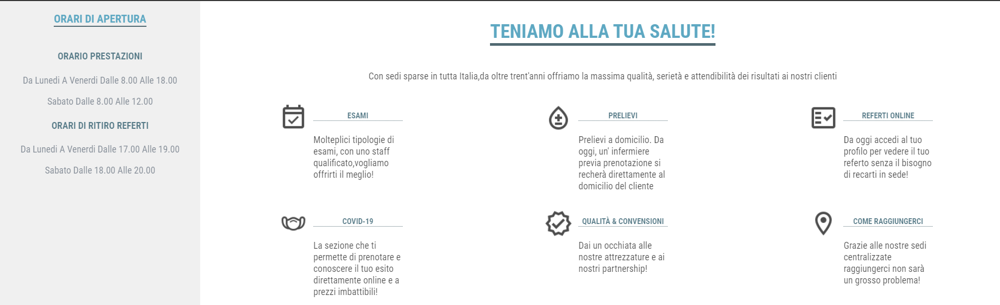 ORARI DI APERTURA
ORARIO PRESTAZIONI
Da Lunedi A Venerdi Dalle 8.00 Alle 18.00
Sabato Dalle 8.00 Alle 12.00
ORARI DI RITIRO REFERTI
Da Lunedi A Venerdi Dalle 17.00 Alle 19.00
Sabato Dalle 18.00 Alle 20.00
TENIAMO ALLA TUA SALUTE!
Con sedi sparse in tutta Italia,da oltre trent'anni offriamo la massima qualità, serietà e attendibilità dei risultati ai nostri clienti
ESAMI
Molteplici tipologie di
esami, con uno staff
qualificato,vogliamo
offrirti il meglio!
PRELIEVI
Prelievi a domicilio. Da
oggi, un' infermiere
previa prenotazione si
recherà direttamente al
domicilio del cliente
REFERTI ONLINE
Da oggi accedi al tuo
profilo per vedere il tuo
referto senza il bisogno
di recarti in sede!
COVID-19
La sezione che ti
permette di prenotare e
conoscere il tuo esito
direttamente online e a
prezzi imbattibili!
QUALITÀ & CONVENSIONI
Dai un occhiata alle
nostre attrezzature e ai
nostri partnership!
COME RAGGIUNGERCI
Grazie alle nostre sedi
centralizzate
raggiungerci non sarà
un grosso problema!